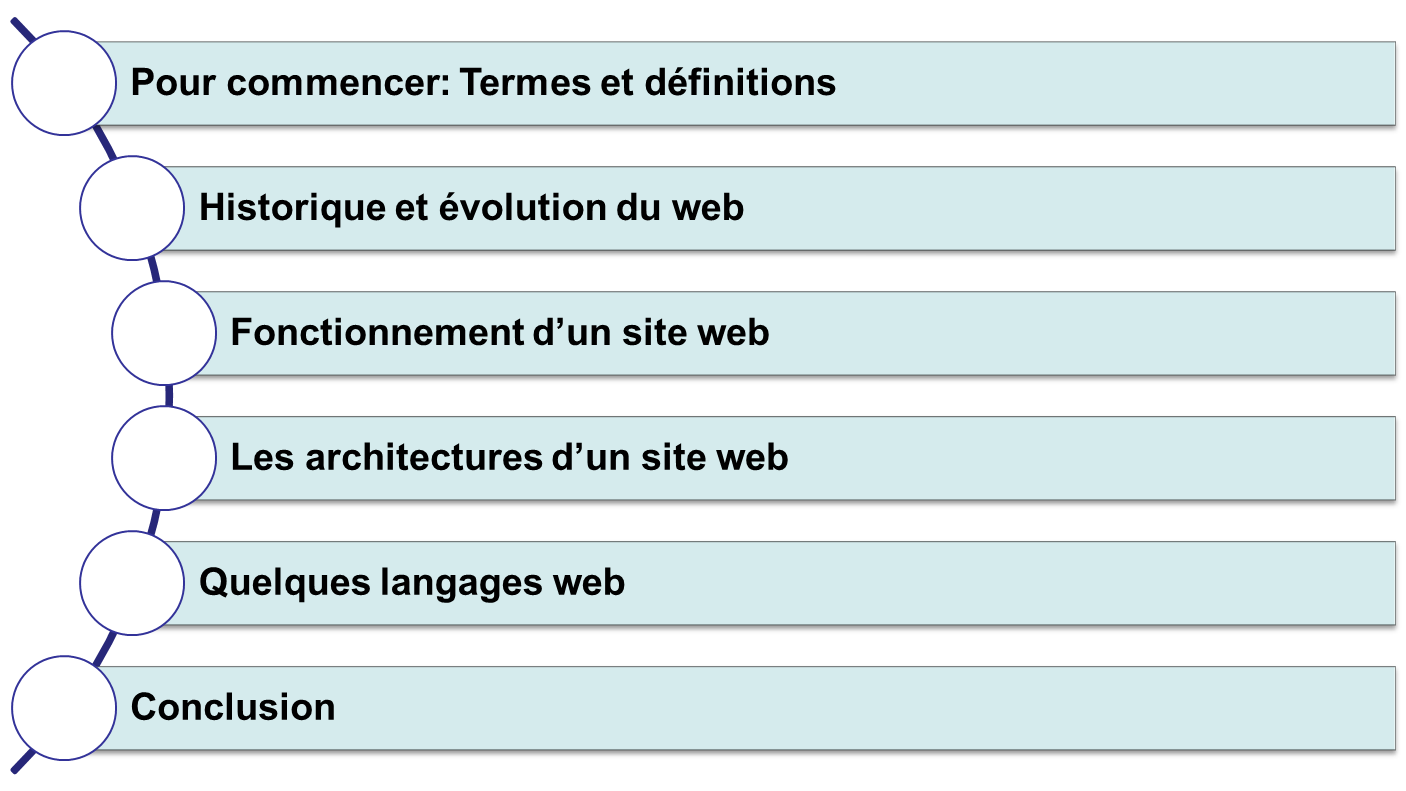 Pour commencer: Termes et définitions
Historique et évolution du web
Fonctionnement d’un site web
Les architectures d’un site web
Quelques langages web
Conclusion